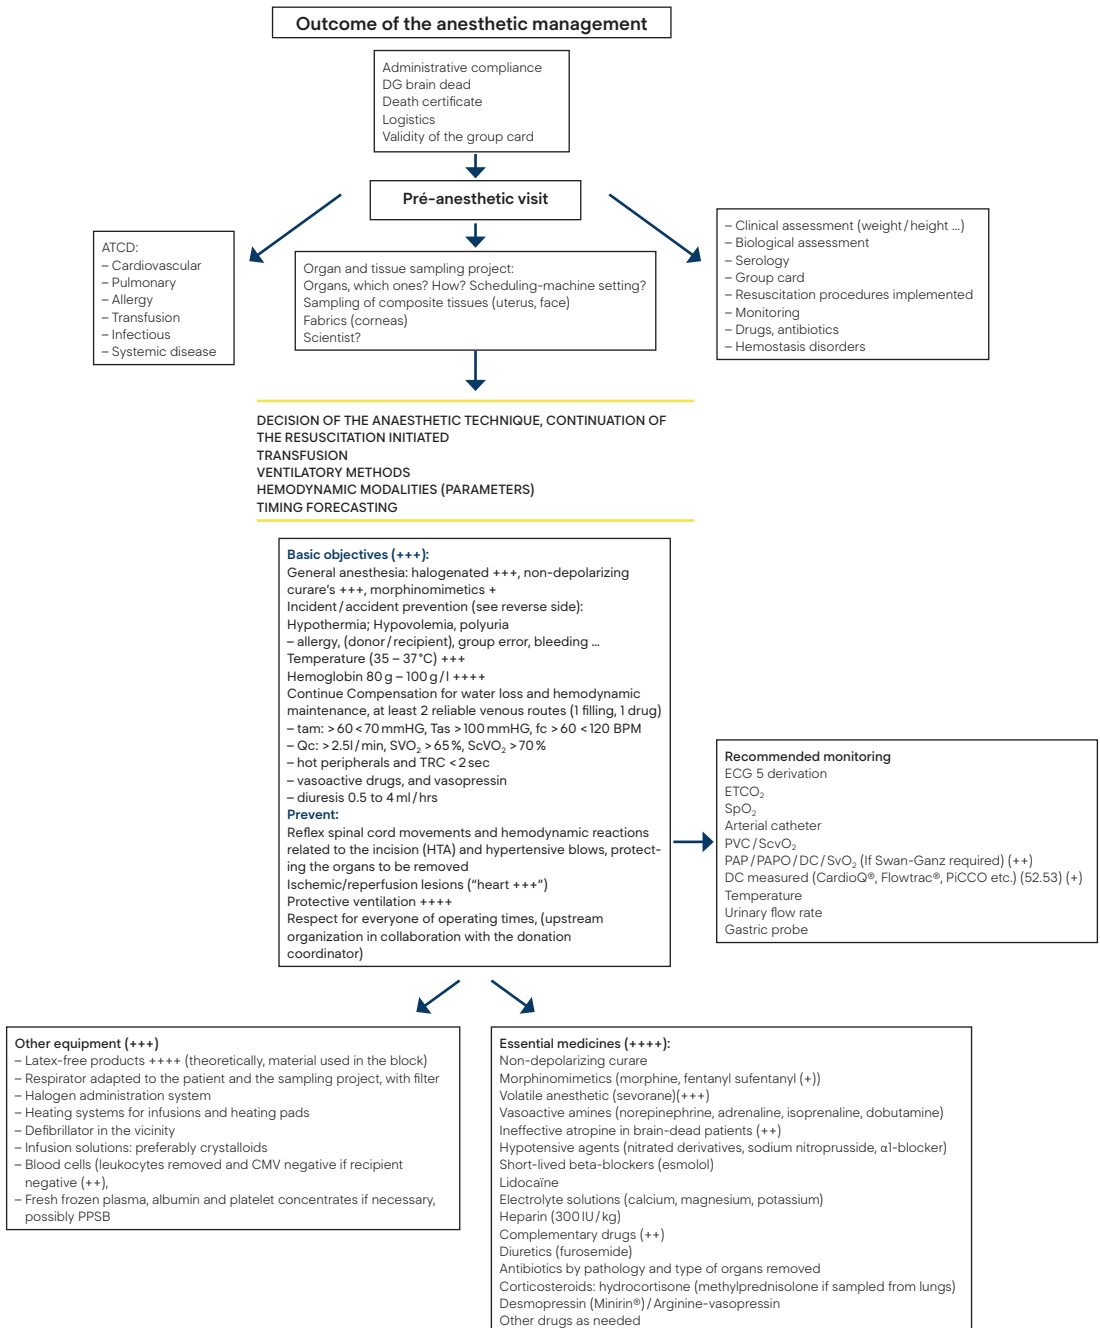 Outcome of the anesthetic management
Administrative compliance
DG brain dead
Death certificate
Logistics
Validity of the group card
Pré-anesthetic visit
ATCD:
– Cardiovascular
– Pulmonary
– Allergy
– Transfusion
– Infectious
– Systemic disease
Organ and tissue sampling project:
Organs, which ones? How? Scheduling-machine setting?
Sampling of composite tissues (uterus, face)
Fabrics (corneas)
Scientist?
– Clinical assessment (weight/height ...)
– Biological assessment
– Serology
– Group card
– Resuscitation procedures implemented
– Monitoring
– Drugs, antibiotics
– Hemostasis disorders
DECISION OF THE ANAESTHETIC TECHNIQUE, CONTINUATION OF
THE RESUSCITATION INITIATED
TRANSFUSION
VENTILATORY METHODS
HEMODYNAMIC MODALITIES (PARAMETERS)
TIMING FORECASTING
Basic objectives (+++):
General anesthesia: halogenated +++, non-depolarizing
curare's +++, morphinomimetics +
Incident/accident prevention (see reverse side):
Hypothermia; Hypovolemia, polyuria
– allergy, (donor/recipient), group error, bleeding ...
Temperature (35 – 37 °C) +++
Hemoglobin 80 g – 100 g/l ++++
Continue Compensation for water loss and hemodynamic
maintenance, at least 2 reliable venous routes (1 filling, 1 drug)
– tam: > 60 < 70 mmHG, Tas > 100 mmHG, fc > 60 < 120 BPM
– Qc: > 2.5l/min, SVO₂ > 65 %, ScVO₂ > 70 %
– hot peripherals and TRC < 2 sec
– vasoactive drugs, and vasopressin
– diuresis 0.5 to 4 ml/hrs
Prevent:
Reflex spinal cord movements and hemodynamic reactions
related to the incision (HTA) and hypertensive blows, protect-
ing the organs to be removed
Ischemic/reperfusion lesions ("heart +++")
Protective ventilation ++++
Respect for everyone of operating times, (upstream
organization in collaboration with the donation
coordinator)
Recommended monitoring
ECG 5 derivation
ETCO₂
SpO₂
Arterial catheter
PVC/ScvO₂
PAP/PAPO/DC/SvO₂ (If Swan-Ganz required) (++)
DC measured (CardioQ®, Flowtrac®, PiCCO etc.) (52.53) (+)
Temperature
Urinary flow rate
Gastric probe
Other equipment (+++)
– Latex-free products ++++ (theoretically, material used in the block)
– Respirator adapted to the patient and the sampling project, with filter
– Halogen administration system
– Heating systems for infusions and heating pads
– Defibrillator in the vicinity
– Infusion solutions: preferably crystalloids
– Blood cells (leukocytes removed and CMV negative if recipient
negative (++),
– Fresh frozen plasma, albumin and platelet concentrates if necessary,
possibly PPSB
Essential medicines (++++):
Non-depolarizing curare
Morphinomimetics (morphine, fentanyl sufentanyl (+))
Volatile anesthetic (sevorane)(+++)
Vasoactive amines (norepinephrine, adrenaline, isoprenaline, dobutamine)
Ineffective atropine in brain-dead patients (++)
Hypotensive agents (nitrated derivatives, sodium nitroprusside, α1-blocker)
Short-lived beta-blockers (esmolol)
Lidocaïne
Electrolyte solutions (calcium, magnesium, potassium)
Heparin (300 IU/kg)
Complementary drugs (++)
Diuretics (furosemide)
Antibiotics by pathology and type of organs removed
Corticosteroids: hydrocortisone (methylprednisolone if sampled from lungs)
Desmopressin (Minirin®)/Arginine-vasopressin
Other drugs as needed